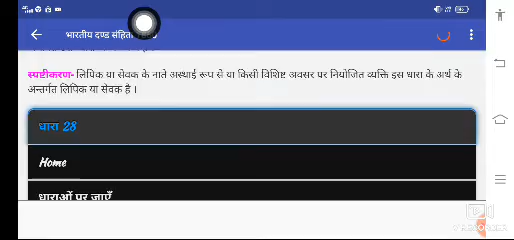 भारतीय दण्ड संहिता
स्पष्टीकरण- लिपिक या सेवक के नाते अस्थाई रूप से या किसी विशिष्ट अवसर पर नियोजित व्यक्ति इस धारा के अर्थ के
अन्तर्गत लिपिक या सेवक है ।
धारा 28
Home
धाराओं पर जाएँ